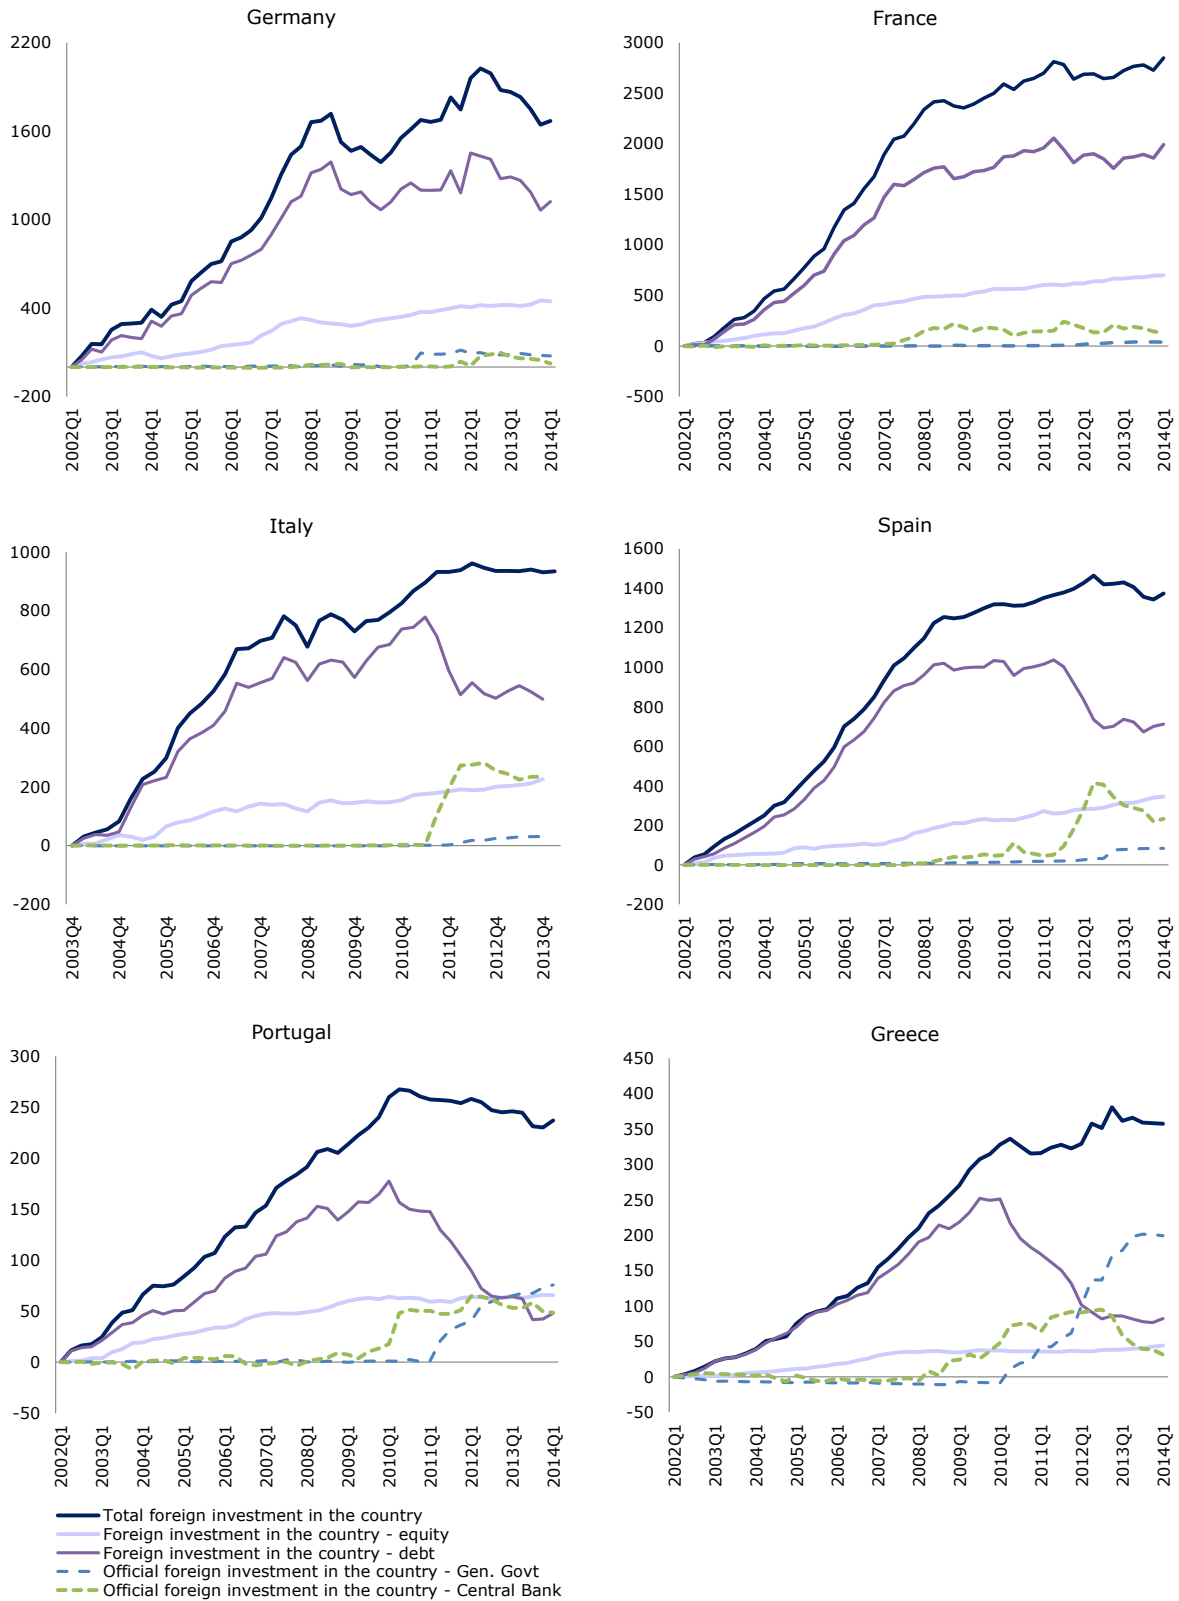 Germany
2200
1600
1000
400
-200
2002Q1
2003Q1
2004Q1
2005Q1
2006Q1
2007Q1
2008Q1
2009Q1
2010Q1
2011Q1
2012Q1
2013Q1
2014Q1
France
3000
2500
2000
1500
1000
500
0
-500
2002Q1
2003Q1
2004Q1
2005Q1
2006Q1
2007Q1
2008Q1
2009Q1
2010Q1
2011Q1
2012Q1
2013Q1
2014Q1
Italy
1000
800
600
400
200
0
-200
2003Q4
2004Q4
2005Q4
2006Q4
2007Q4
2008Q4
2009Q4
2010Q4
2011Q4
2012Q4
2013Q4
Spain
1600
1400
1200
1000
800
600
400
200
0
-200
2002Q1
2003Q1
2004Q1
2005Q1
2006Q1
2007Q1
2008Q1
2009Q1
2010Q1
2011Q1
2012Q1
2013Q1
2014Q1
Portugal
300
250
200
150
100
50
0
-50
2002Q1
2003Q1
2004Q1
2005Q1
2006Q1
2007Q1
2008Q1
2009Q1
2010Q1
2011Q1
2012Q1
2013Q1
2014Q1
Greece
450
400
350
300
250
200
150
100
50
0
-50
2002Q1
2003Q1
2004Q1
2005Q1
2006Q1
2007Q1
2008Q1
2009Q1
2010Q1
2011Q1
2012Q1
2013Q1
2014Q1
Total foreign investment in the country
Foreign investment in the country - equity
Foreign investment in the country - debt
Official foreign investment in the country - Gen. Govt
Official foreign investment in the country - Central Bank